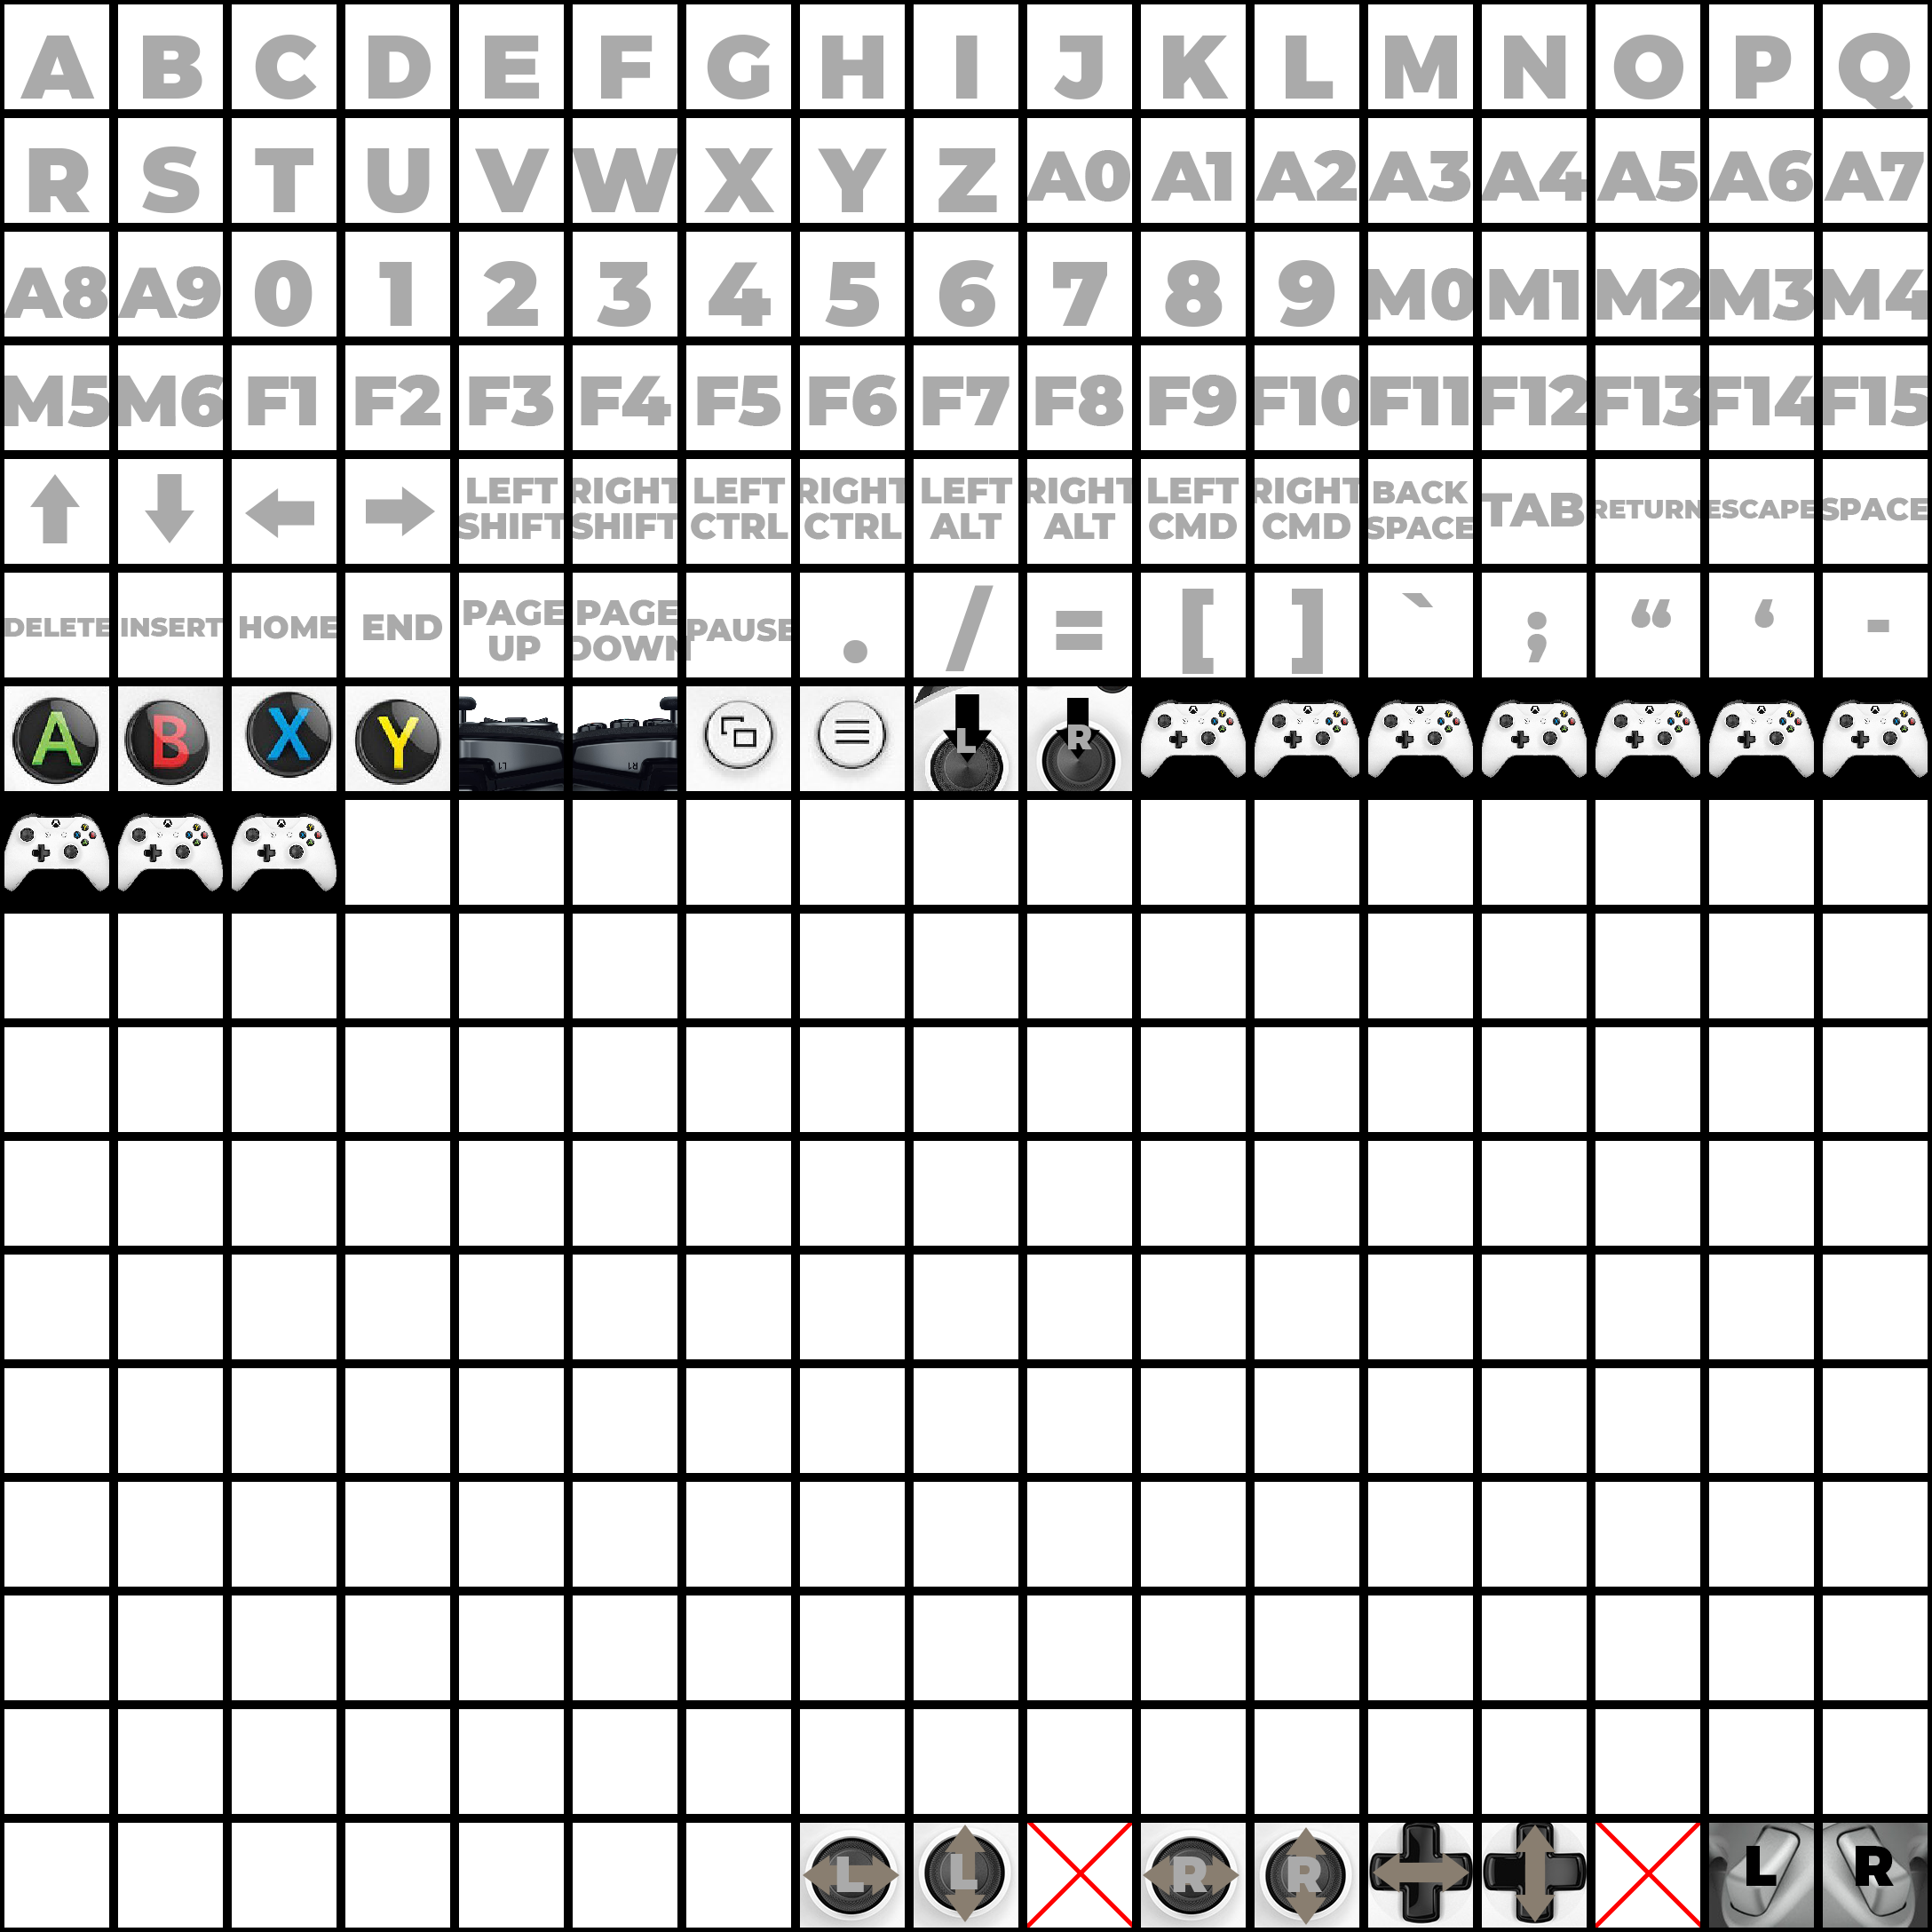 A B C D E F G H I J K L M N O P Q
R S T U V W X Y Z A0 A1 A2 A3 A4 A5 A6 A7
A8 A9 0 1 2 3 4 5 6 7 8 9 M0 M1 M2 M3 M4
M5 M6 F1 F2 F3 F4 F5 F6 F7 F8 F9 F10 F11 F12 F13 F14 F15
LEFT SHIFT RIGHT SHIFT LEFT CTRL RIGHT CTRL LEFT ALT RIGHT ALT LEFT CMD RIGHT CMD BACK SPACE TAB RETURN ESCAPE SPACE
DELETE INSERT HOME END PAGE UP PAGE DOWN PAUSE . / = [ ] ` ; “ ‘ -
A B X Y L1 R1 L R
L L R R L R